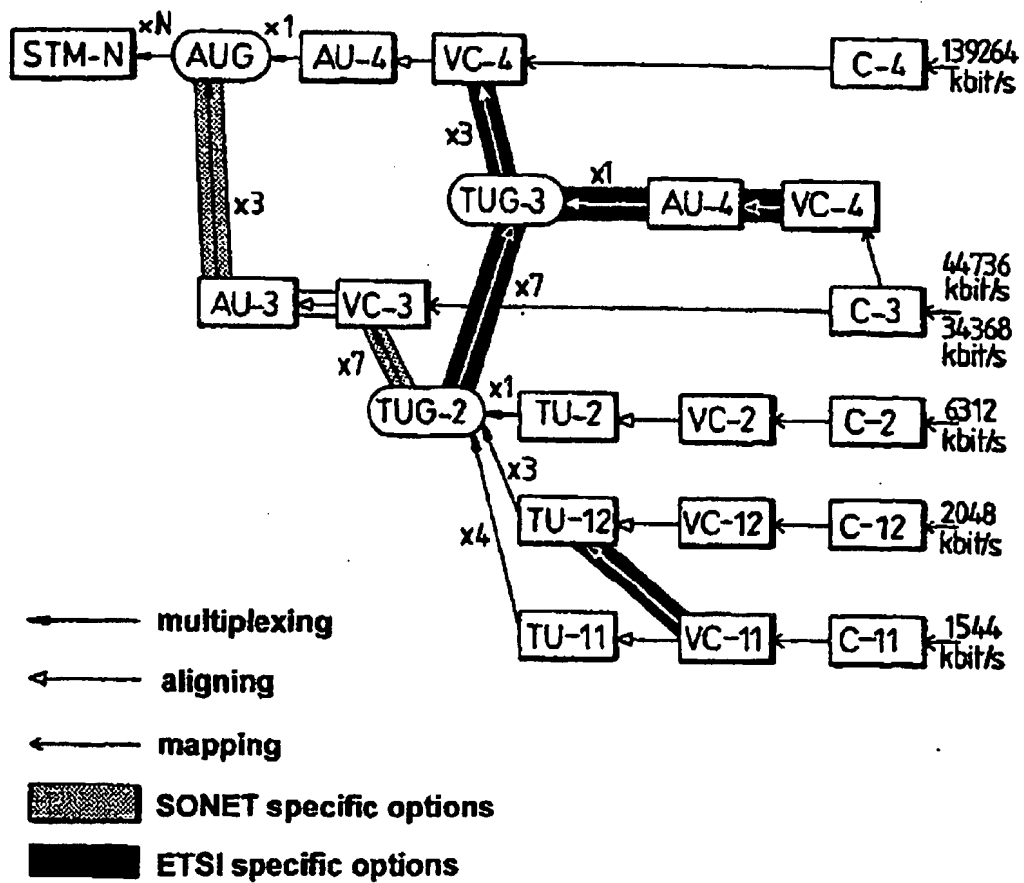 STM-N
xN
AUG
x1
AU-4
VC-4
C-4
139264
kbit/s
x3
TUG-3
x1
AU-4
VC-4
x3
x7
AU-3
VC-3
C-3
44736
kbit/s
34368
kbit/s
x7
TUG-2
x1
TU-2
VC-2
C-2
6312
kbit/s
x3
TU-12
VC-12
C-12
2048
kbit/s
x4
TU-11
VC-11
C-11
1544
kbit/s
multiplexing
aligning
mapping
SONET specific options
ETSI specific options